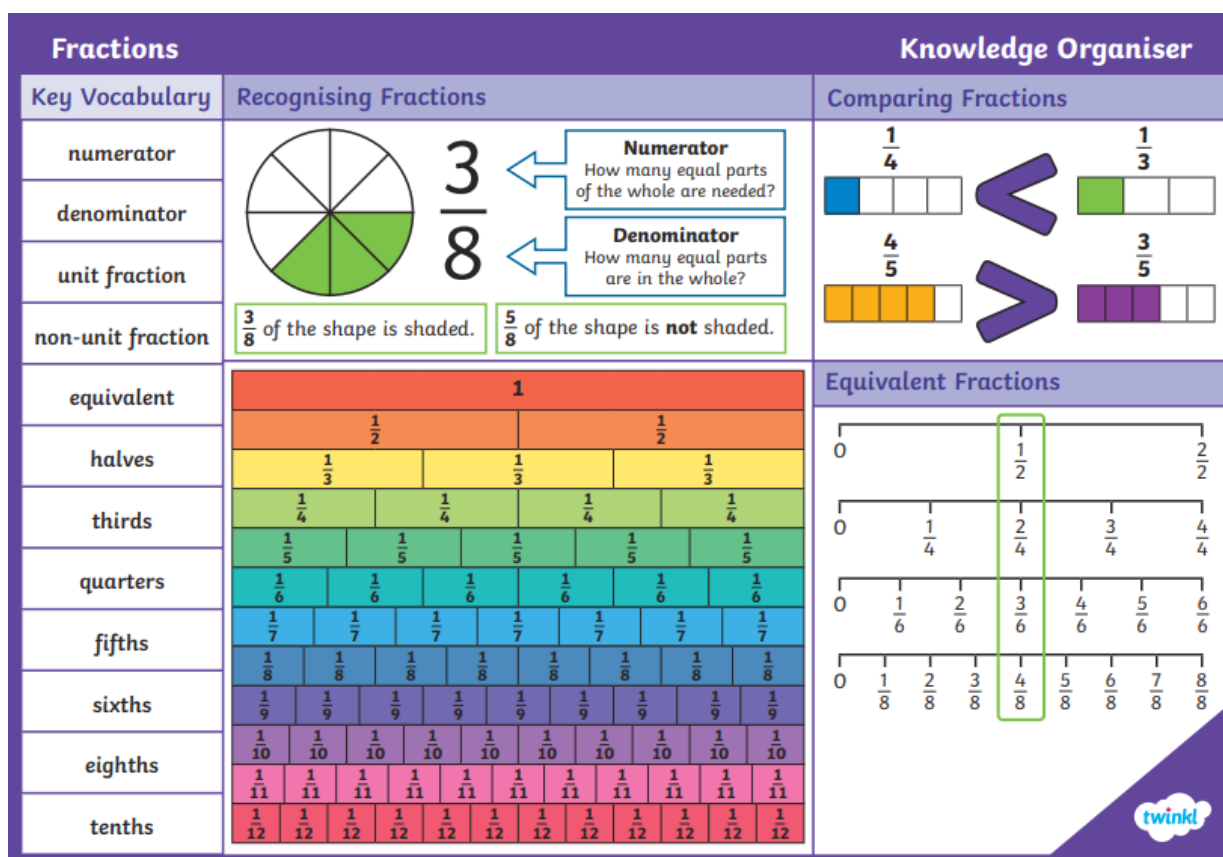 Fractions
Knowledge Organiser
Key Vocabulary
numerator
denominator
unit fraction
non-unit fraction
equivalent
halves
thirds
quarters
fifths
sixths
eighths
tenths
Recognising Fractions
3/8
Numerator
How many equal parts
of the whole are needed?
Denominator
How many equal parts
are in the whole?
3/8 of the shape is shaded.
5/8 of the shape is not shaded.
1
1/2 1/2
1/3 1/3 1/3
1/4 1/4 1/4 1/4
1/5 1/5 1/5 1/5 1/5
1/6 1/6 1/6 1/6 1/6 1/6
1/7 1/7 1/7 1/7 1/7 1/7 1/7
1/8 1/8 1/8 1/8 1/8 1/8 1/8 1/8
1/9 1/9 1/9 1/9 1/9 1/9 1/9 1/9 1/9
1/10 1/10 1/10 1/10 1/10 1/10 1/10 1/10 1/10 1/10
1/11 1/11 1/11 1/11 1/11 1/11 1/11 1/11 1/11 1/11 1/11
1/12 1/12 1/12 1/12 1/12 1/12 1/12 1/12 1/12 1/12 1/12 1/12
Comparing Fractions
1/4 < 1/3
4/5 > 3/5
Equivalent Fractions
0 1/2 2/2
0 1/4 2/4 3/4 4/4
0 1/6 2/6 3/6 4/6 5/6 6/6
0 1/8 2/8 3/8 4/8 5/8 6/8 7/8 8/8
twinkl